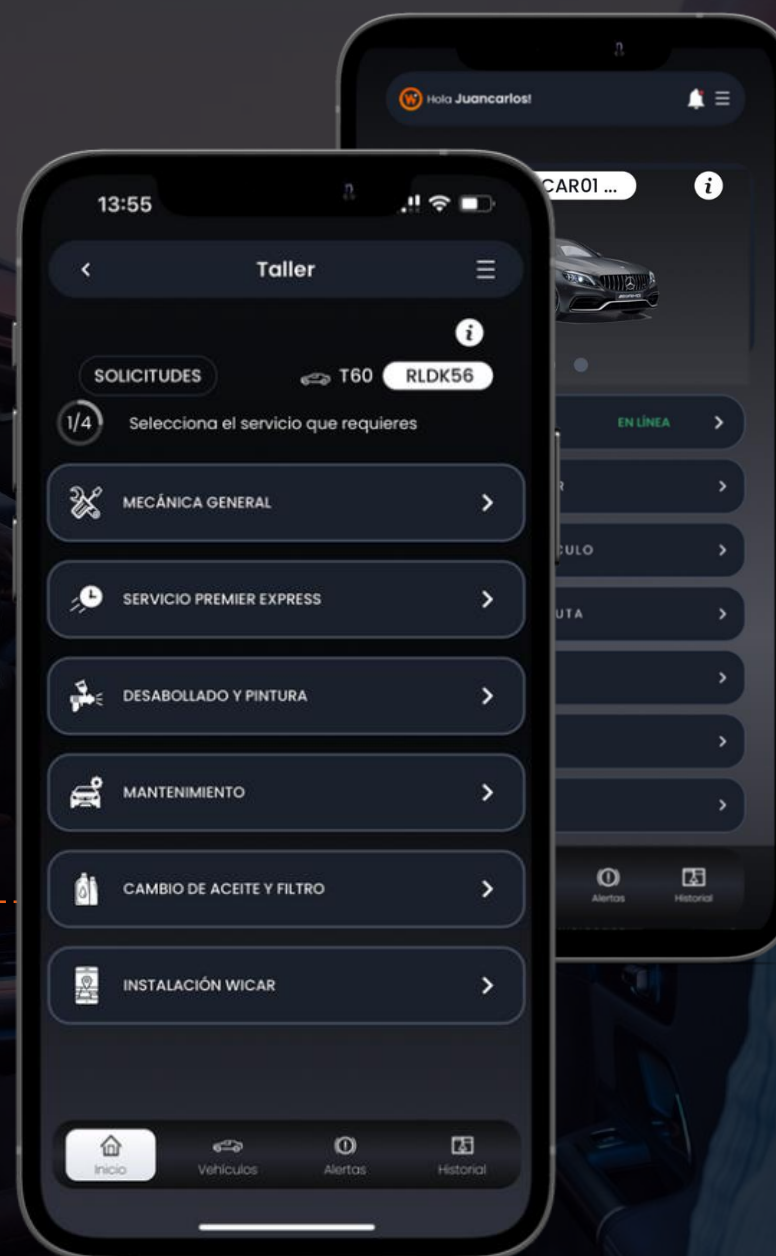 Hola Juancarlos!
CAR01 ...
EN LÍNEA
R
CULO
UTA
Alertas
Historial
13:55
Taller
SOLICITUDES
T60
RLDK56
1/4
Selecciona el servicio que requieres
MECÁNICA GENERAL
SERVICIO PREMIER EXPRESS
DESABOLLADO Y PINTURA
MANTENIMIENTO
CAMBIO DE ACEITE Y FILTRO
INSTALACIÓN WICAR
Inicio
Vehículos
Alertas
Historial